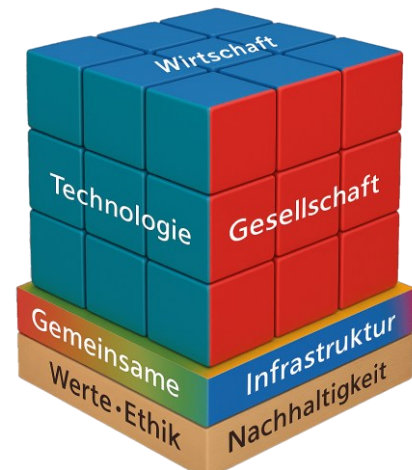 Wirtschaft
Technologie
Gesellschaft
Gemeinsame
Infrastruktur
Werte・Ethik
Nachhaltigkeit